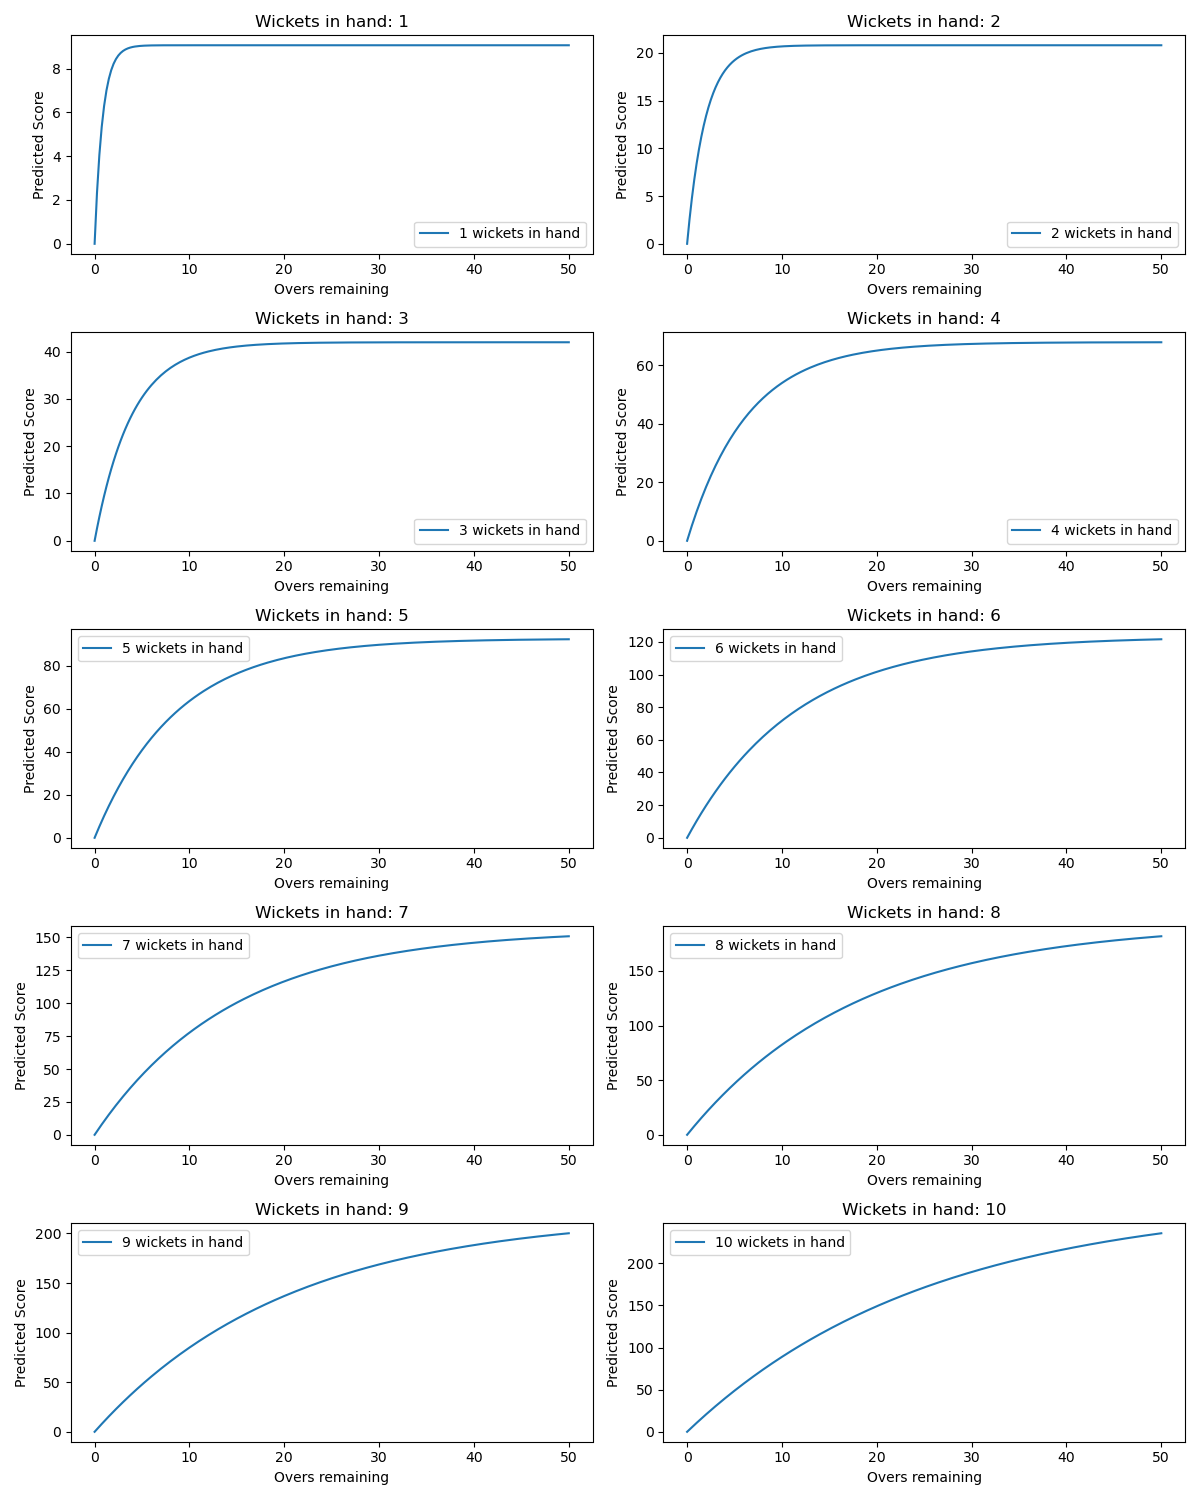 Wickets in hand: 1
Predicted Score
8
6
4
2
0
1 wickets in hand
0 10 20 30 40 50
Overs remaining
Wickets in hand: 2
Predicted Score
20
15
10
5
0
2 wickets in hand
0 10 20 30 40 50
Overs remaining
Wickets in hand: 3
Predicted Score
40
30
20
10
0
3 wickets in hand
0 10 20 30 40 50
Overs remaining
Wickets in hand: 4
Predicted Score
60
40
20
0
4 wickets in hand
0 10 20 30 40 50
Overs remaining
Wickets in hand: 5
5 wickets in hand
Predicted Score
80
60
40
20
0
0 10 20 30 40 50
Overs remaining
Wickets in hand: 6
6 wickets in hand
Predicted Score
120
100
80
60
40
20
0
0 10 20 30 40 50
Overs remaining
Wickets in hand: 7
7 wickets in hand
Predicted Score
150
125
100
75
50
25
0
0 10 20 30 40 50
Overs remaining
Wickets in hand: 8
8 wickets in hand
Predicted Score
150
100
50
0
0 10 20 30 40 50
Overs remaining
Wickets in hand: 9
9 wickets in hand
Predicted Score
200
150
100
50
0
0 10 20 30 40 50
Overs remaining
Wickets in hand: 10
10 wickets in hand
Predicted Score
200
150
100
50
0
0 10 20 30 40 50
Overs remaining